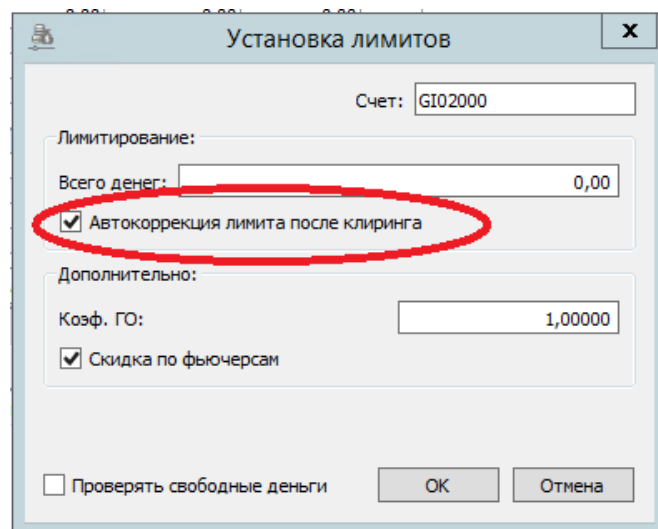 Установка лимитов
x
Счет: GI02000
Лимитирование:
Всего денег: 0,00
Автокоррекция лимита после клиринга
Дополнительно:
Коэф. ГО: 1,00000
Скидка по фьючерсам
Проверять свободные деньги OK Отмена